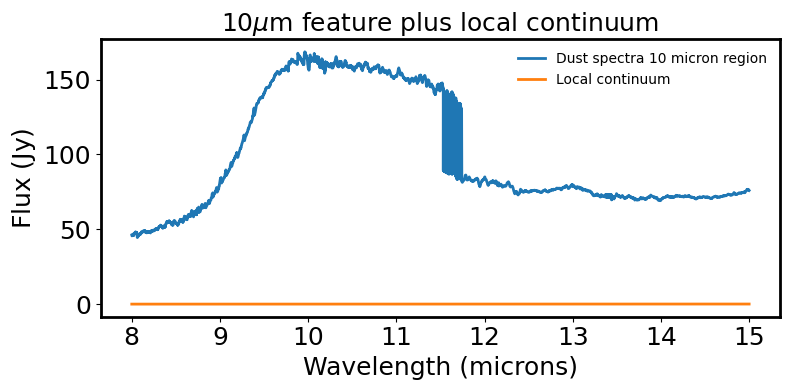 10μm feature plus local continuum
Dust spectra 10 micron region
Local continuum
Flux (Jy)
150
100
50
0
8 9 10 11 12 13 14 15
Wavelength (microns)